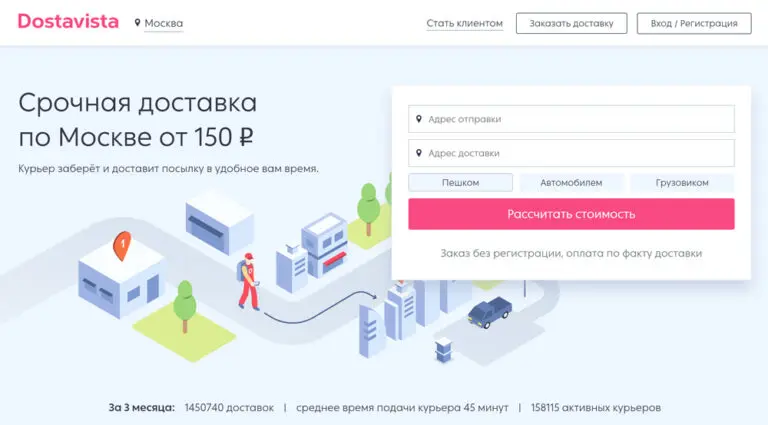 Dostavista
Москва
Стать клиентом
Заказать доставку
Вход / Регистрация
Срочная доставка
по Москве от 150 ₽
Курьер заберёт и доставит посылку в удобное вам время.
Адрес отправки
Адрес доставки
Пешком
Автомобилем
Грузовиком
Рассчитать стоимость
Заказ без регистрации, оплата по факту доставки
1
За 3 месяца: 1450740 доставок | среднее время подачи курьера 45 минут | 158115 активных курьеров